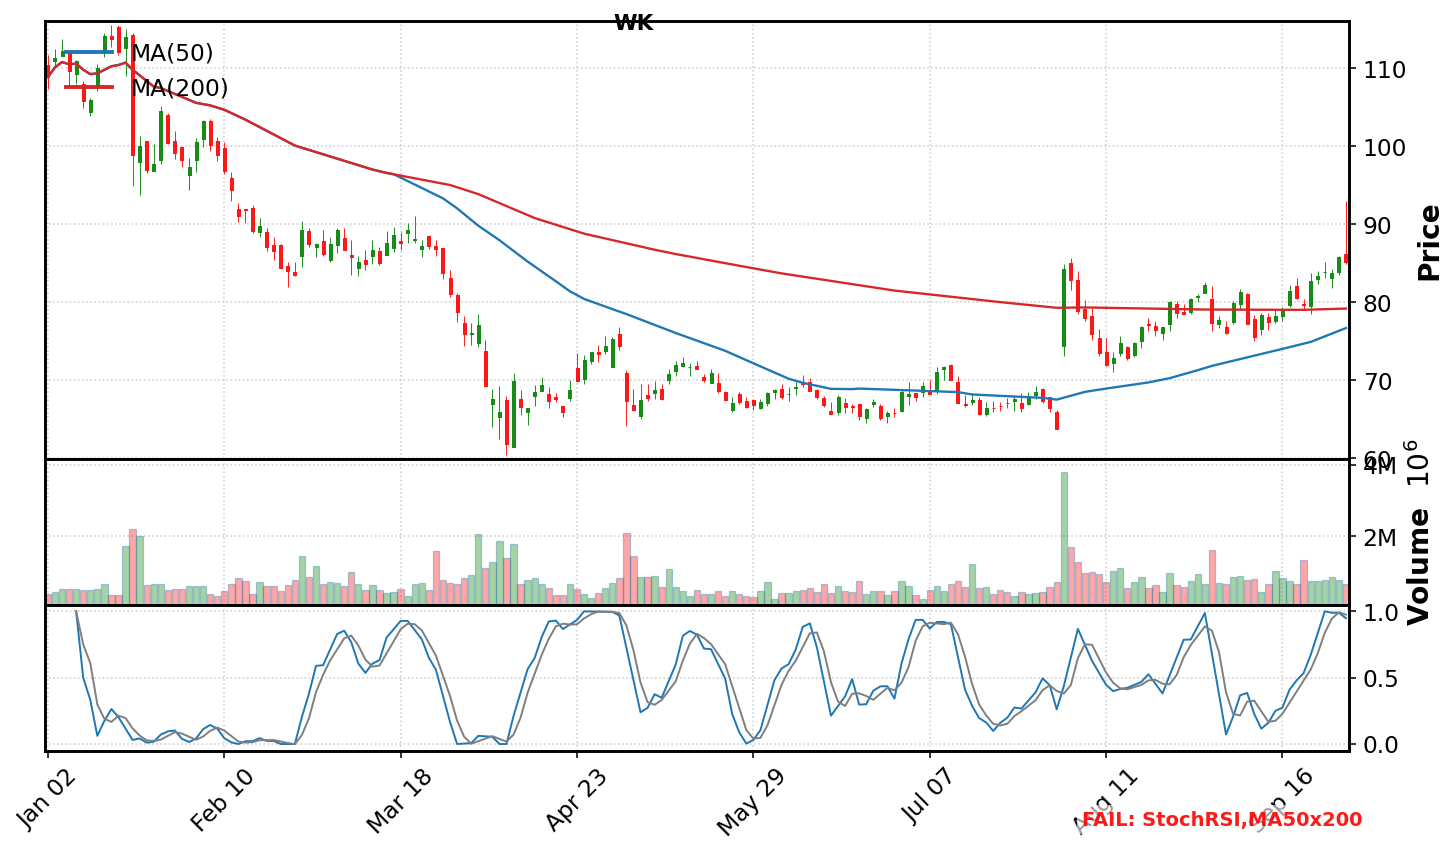 WK
MA(50)
MA(200)
110
100
90
80
70
60
Price
4M
2M
0M
Volume 10^6
1.0
0.5
0.0
Jan 02
Feb 10
Mar 18
Apr 23
May 29
Jul 07
Aug 11
Sep 16
FAIL: StochRSI,MA50x200